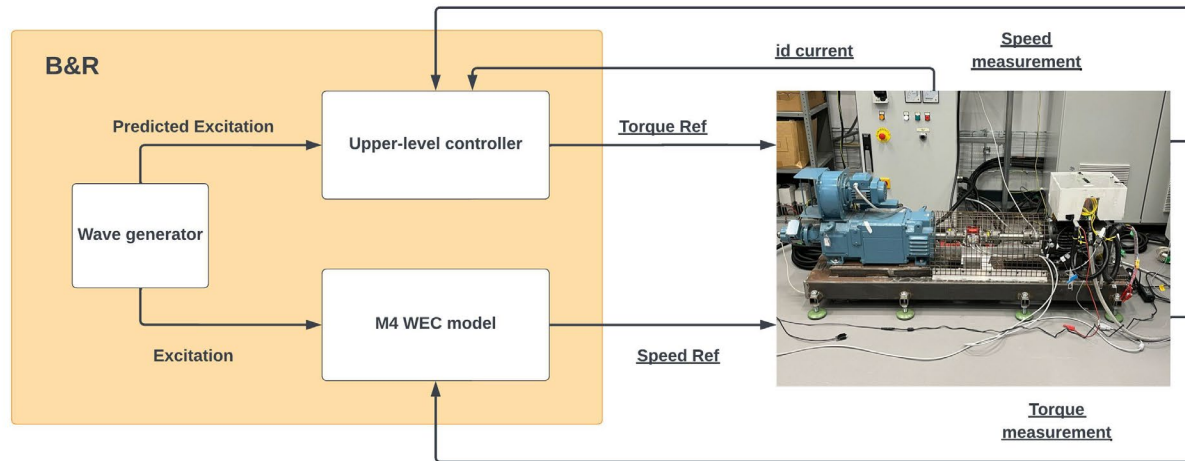 B&R
Predicted Excitation
Wave generator
Excitation
Upper-level controller
M4 WEC model
id current
Torque Ref
Speed Ref
Speed
measurement
Torque
measurement